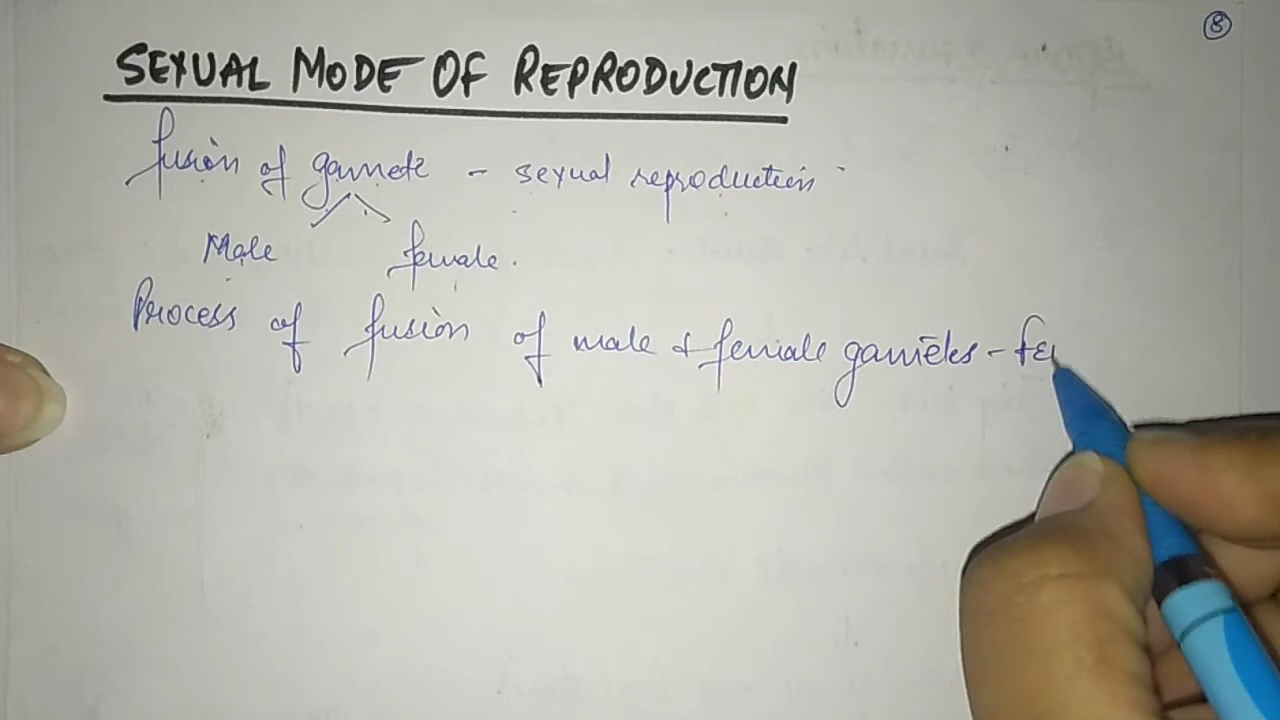 8
SEXUAL MODE OF REPRODUCTION
fusion of gamete - sexual reproduction
Male female.
Process of fusion of male & female gametes - fe